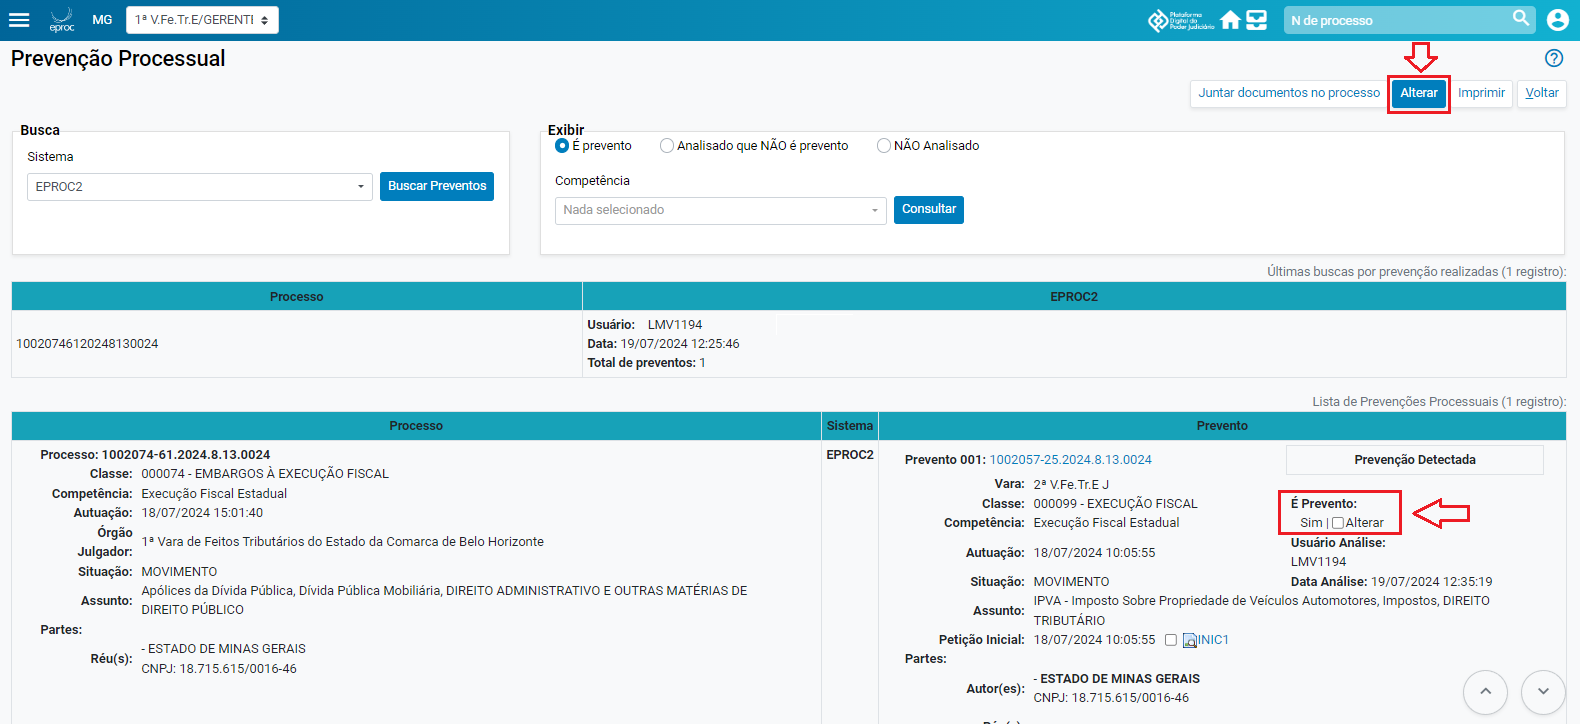 eproc
MG
1ª V.Fe.Tr.E/GERENTI
Plataforma
Digital do
Poder Judiciário
N de processo
Prevenção Processual
Juntar documentos no processo
Alterar
Imprimir
Voltar
Busca
Sistema
EPROC2
Buscar Preventos
Exibir
É prevento
Analisado que NÃO é prevento
NÃO Analisado
Competência
Nada selecionado
Consultar
Últimas buscas por prevenção realizadas (1 registro):
Processo
EPROC2
10020746120248130024
Usuário: LMV1194
Data: 19/07/2024 12:25:46
Total de preventos: 1
Lista de Prevenções Processuais (1 registro):
Processo
Sistema
Prevento
Processo: 1002074-61.2024.8.13.0024
Classe: 000074 - EMBARGOS À EXECUÇÃO FISCAL
Competência: Execução Fiscal Estadual
Autuação: 18/07/2024 15:01:40
Órgão
Julgador: 1ª Vara de Feitos Tributários do Estado da Comarca de Belo Horizonte
Situação: MOVIMENTO
Assunto: Apólices da Dívida Pública, Dívida Pública Mobiliária, DIREITO ADMINISTRATIVO E OUTRAS MATÉRIAS DE
DIREITO PÚBLICO
Partes:
Réu(s): - ESTADO DE MINAS GERAIS
CNPJ: 18.715.615/0016-46
EPROC2
Prevento 001: 1002057-25.2024.8.13.0024
Vara: 2ª V.Fe.Tr.E J
Classe: 000099 - EXECUÇÃO FISCAL
Competência: Execução Fiscal Estadual
Autuação: 18/07/2024 10:05:55
Situação: MOVIMENTO
Assunto: IPVA - Imposto Sobre Propriedade de Veículos Automotores, Impostos, DIREITO
TRIBUTÁRIO
Petição Inicial: 18/07/2024 10:05:55 INIC1
Partes:
Autor(es): - ESTADO DE MINAS GERAIS
CNPJ: 18.715.615/0016-46
Réu(s):
Prevenção Detectada
É Prevento:
Sim | Alterar
Usuário Análise:
LMV1194
Data Análise: 19/07/2024 12:35:19